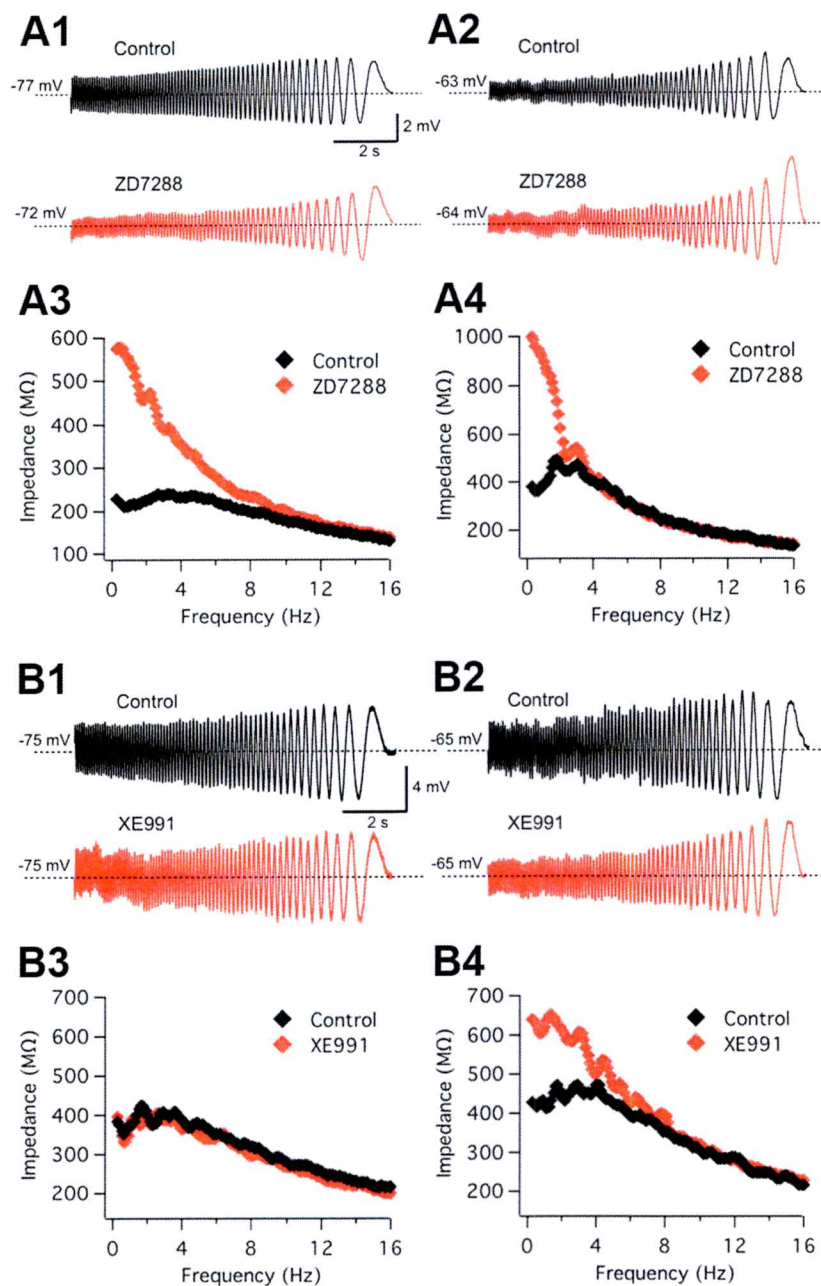 A1
Control
-77 mV
2 mV
2 s
ZD7288
-72 mV
A2
Control
-63 mV
ZD7288
-64 mV
A3
600
500
400
300
200
100
Impedance (MΩ)
Control
ZD7288
0 4 8 12 16
Frequency (Hz)
A4
1000
800
600
400
200
Impedance (MΩ)
Control
ZD7288
0 4 8 12 16
Frequency (Hz)
B1
Control
-75 mV
4 mV
2 s
XE991
-75 mV
B2
Control
-65 mV
XE991
-65 mV
B3
700
600
500
400
300
200
Impedance (MΩ)
Control
XE991
0 4 8 12 16
Frequency (Hz)
B4
700
600
500
400
300
200
Impedance (MΩ)
Control
XE991
0 4 8 12 16
Frequency (Hz)